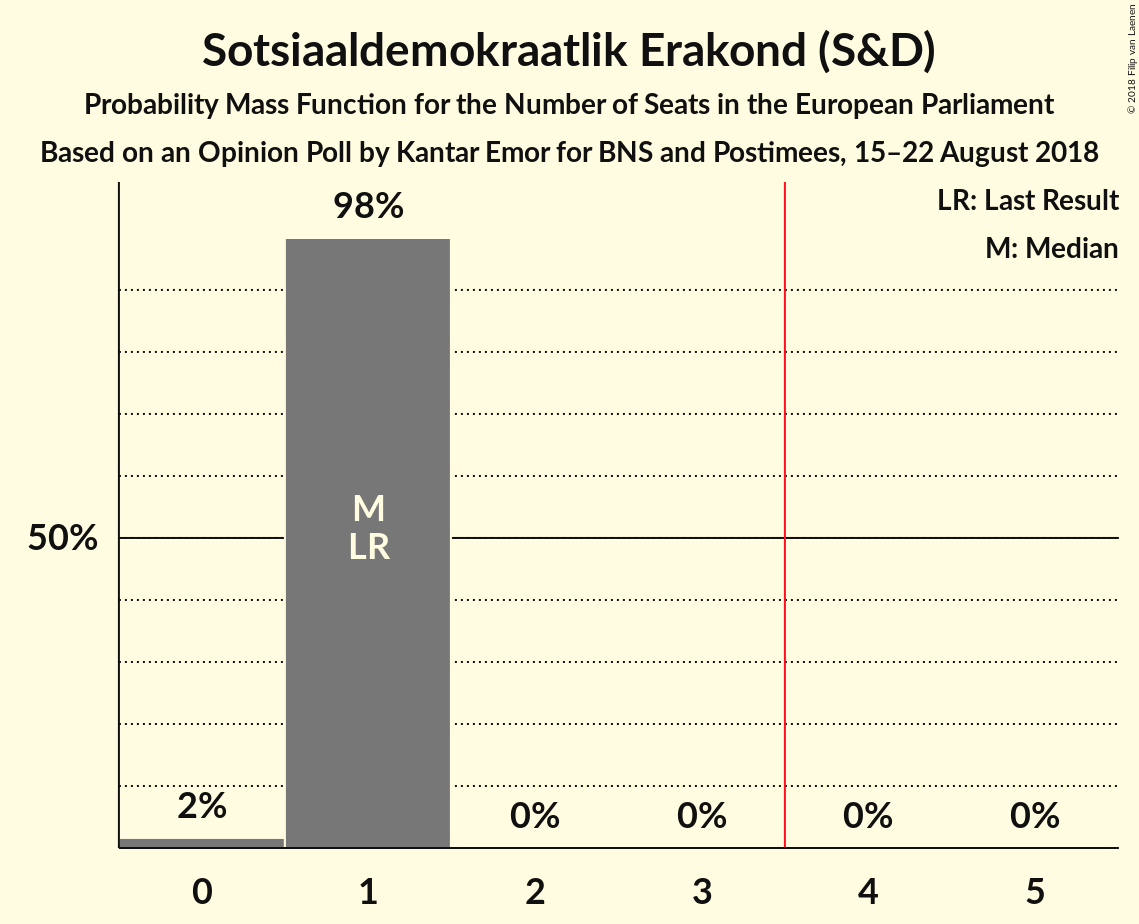 Sotsiaaldemokraatlik Erakond (S&D)
Probability Mass Function for the Number of Seats in the European Parliament
Based on an Opinion Poll by Kantar Emor for BNS and Postimees, 15–22 August 2018
© 2018 Filip van Laenen
LR: Last Result
M: Median
98%
M
LR
50%
2%
0%
0%
0%
0%
0
1
2
3
4
5